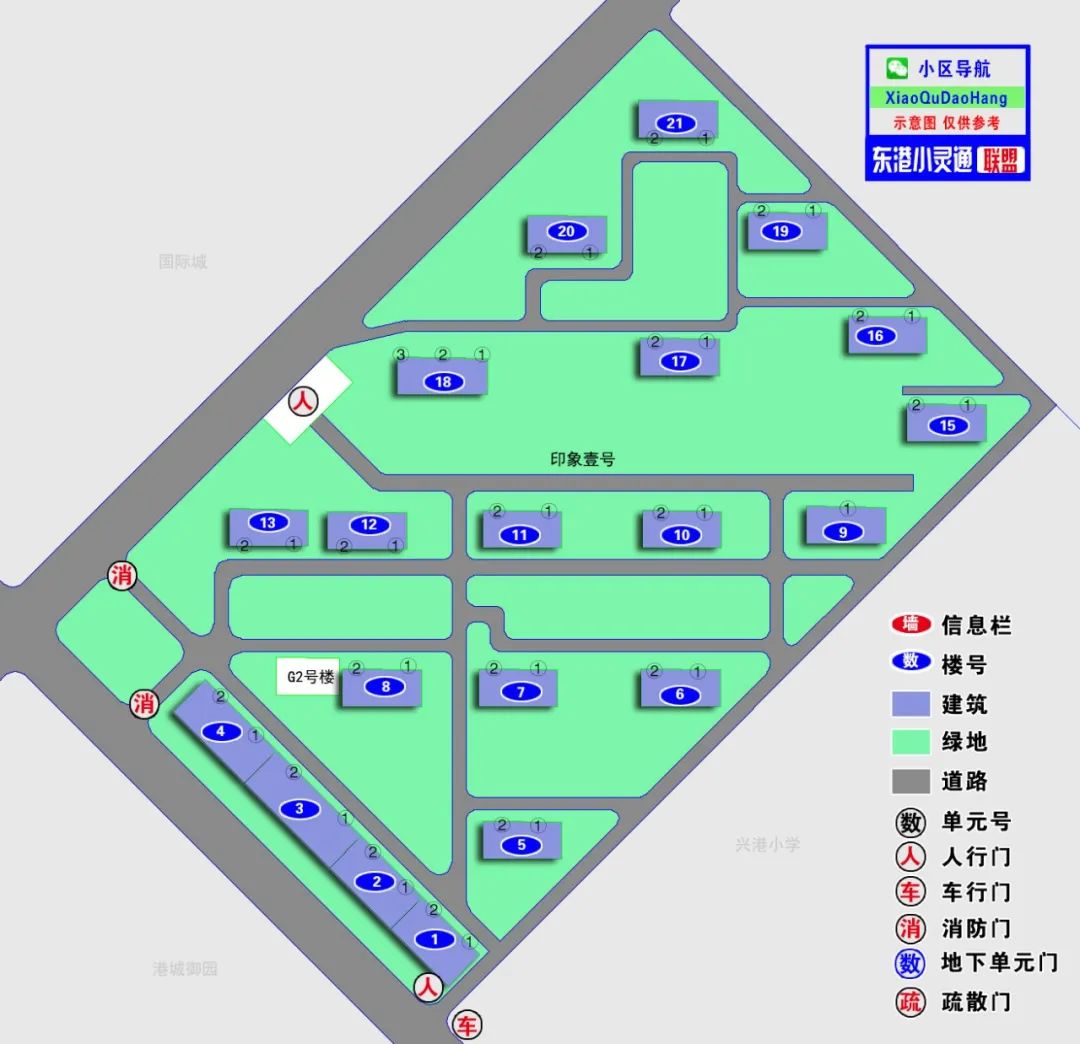 小区导航
XiaoQuDaoHang
示意图 仅供参考
东港小灵通 联盟
21
2 1
2 1
20
19
2 1
国际城
2 1
16
2 1
3 2 1
17
18
人
2 1
15
印象壹号
2 1
2 1
1
13
12
11
10
9
2 1
2 1
消
墙 信息栏
数 楼号
建筑
绿地
道路
数 单元号
人 人行门
车 车行门
消 消防门
数 地下单元门
疏 疏散门
G2号楼
2 1
8
2 1
7
2 1
6
消
2
4
1
2
3
1
2
2
1
2
1
1
2 1
5
兴港小学
港城御园
人
车